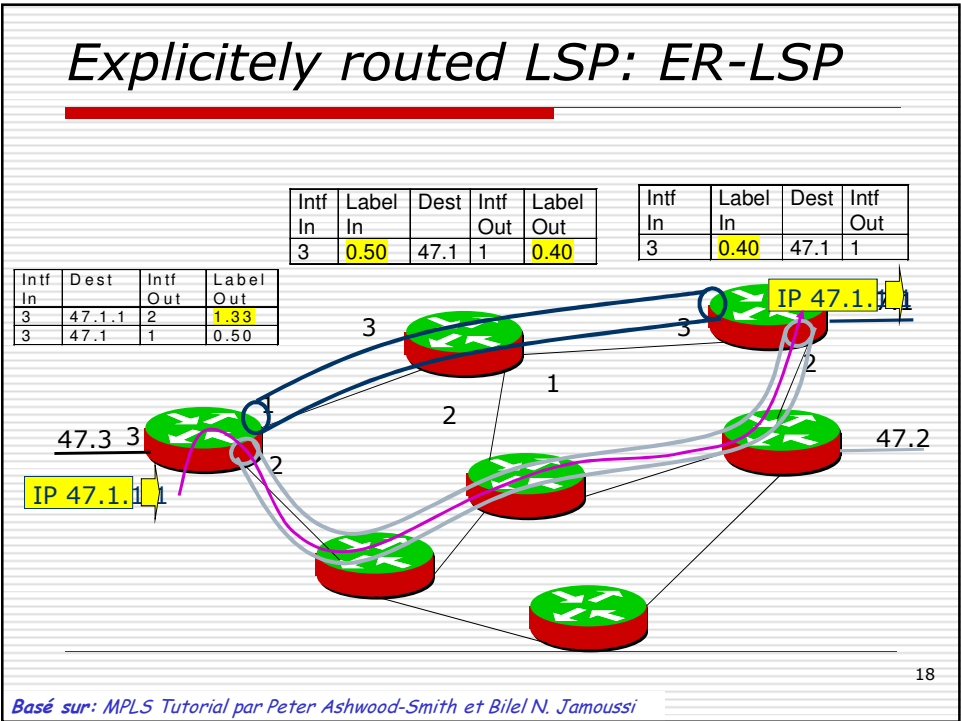 Explicitely routed LSP: ER-LSP
Intf In Label In Dest Intf Out Label Out
3 0.50 47.1 1 0.40
Intf In Label In Dest Intf Out
3 0.40 47.1 1
Intf In Dest Intf Out Label Out
3 47.1.1 2 1.33
3 47.1 1 0.50
IP 47.1.1.1
3
3
1
2
1
2
47.3 3
47.2
2
IP 47.1.1.1
18
Basé sur: MPLS Tutorial par Peter Ashwood-Smith et Bilel N. Jamoussi